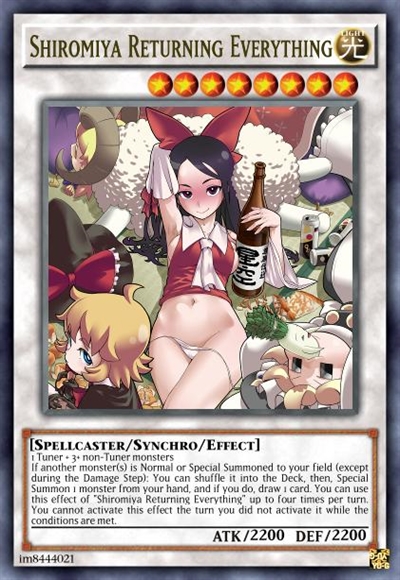 Shiromiya Returning Everything
LIGHT
光
[Spellcaster/Synchro/Effect]
1 Tuner + 3+ non-Tuner monsters
If another monster(s) is Normal or Special Summoned to your field (except
during the Damage Step): You can shuffle it into the Deck, then, Special
Summon 1 monster from your hand, and if you do, draw 1 card. You can use
this effect of "Shiromiya Returning Everything" up to four times per turn.
You cannot activate this effect the turn you did not activate it while the
conditions are met.
ATK/2200 DEF/2200
im8444021